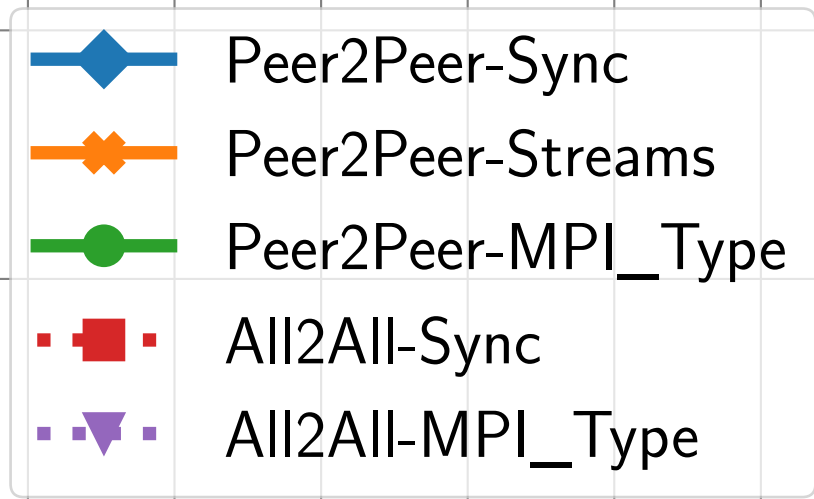 Peer2Peer-Sync
Peer2Peer-Streams
Peer2Peer-MPI_Type
All2All-Sync
All2All-MPI_Type